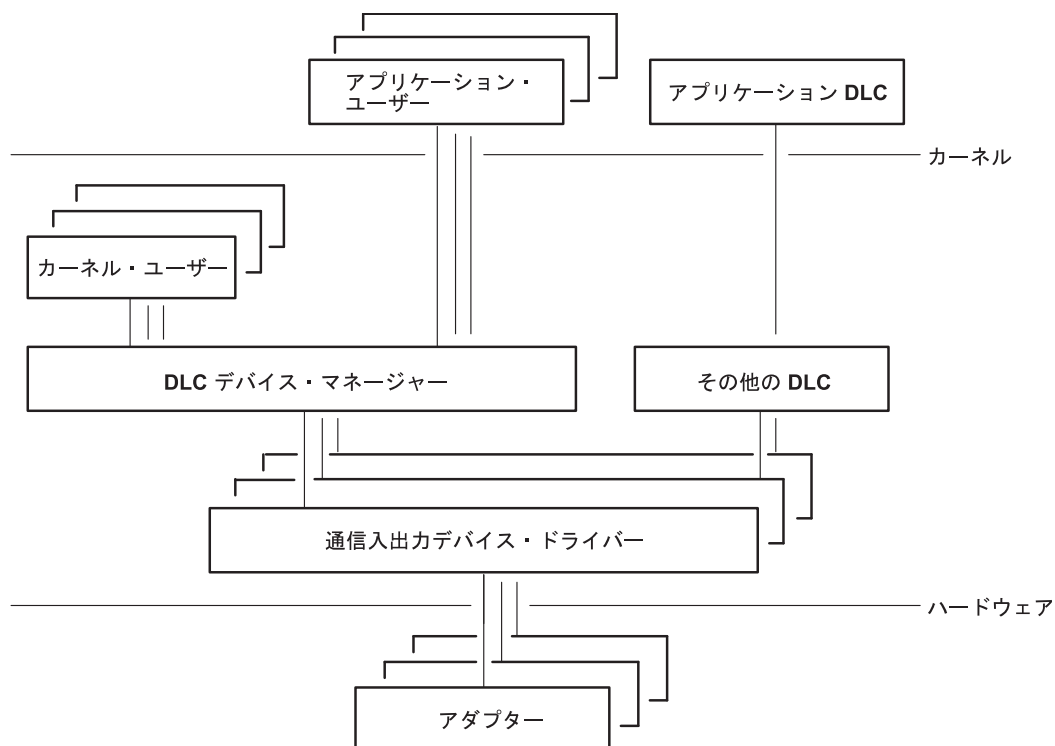 アプリケーション・
ユーザー
アプリケーション DLC
カーネル
カーネル・ユーザー
DLC デバイス・マネージャー
その他の DLC
通信入出力デバイス・ドライバー
ハードウェア
アダプター